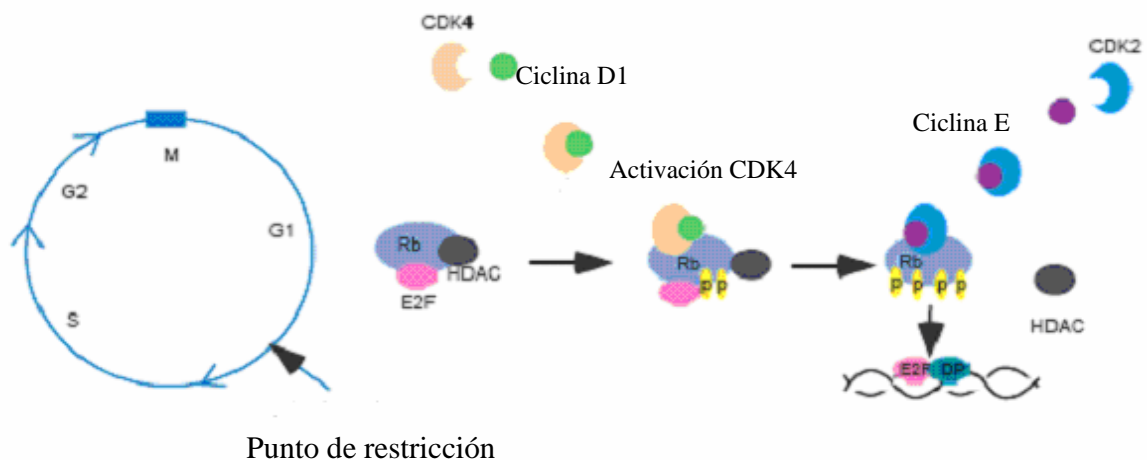 CDK4
Ciclina D1
CDK2
Ciclina E
Activación CDK4
M
G2
G1
S
Rb
HDAC
E2F
Rb
p p
Rb
p p p p
HDAC
E2F DP
Punto de restricción